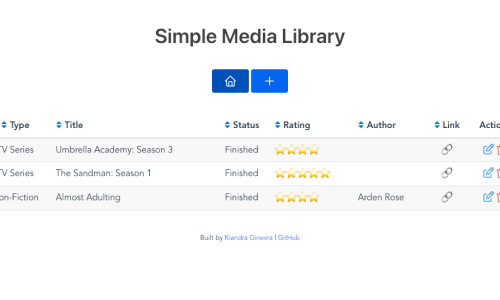 Simple Media Library
Type Title Status Rating Author Link Actio
TV Series Umbrella Academy: Season 3 Finished
TV Series The Sandman: Season 1 Finished
on-Fiction Almost Adulting Finished Arden Rose
Built by Kiandra Ginevra | GitHub